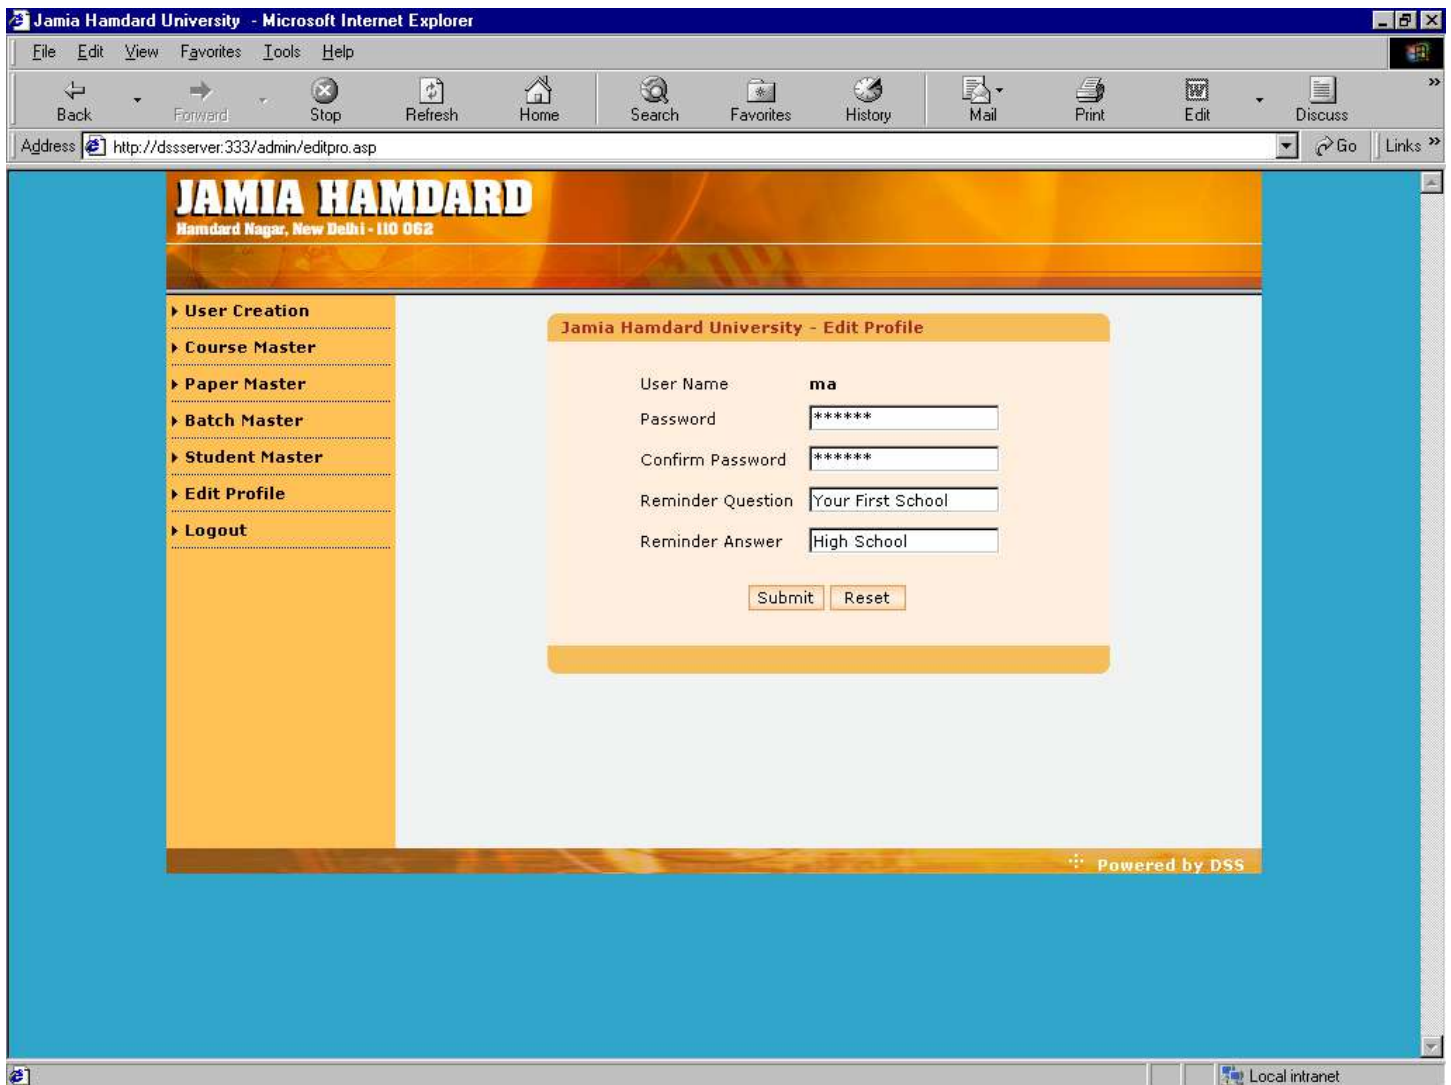 Jamia Hamdard University - Microsoft Internet Explorer
File Edit View Favorites Tools Help
Back Forward Stop Refresh Home Search Favorites History Mail Print Edit Discuss »
Address http://dssserver:333/admin/editpro.asp Go Links »
JAMIA HAMDARD
Hamdard Nagar, New Delhi - 110 062
User Creation
Course Master
Paper Master
Batch Master
Student Master
Edit Profile
Logout
Jamia Hamdard University - Edit Profile
User Name ma
Password ******
Confirm Password ******
Reminder Question Your First School
Reminder Answer High School
Submit Reset
Powered by DSS
Local intranet